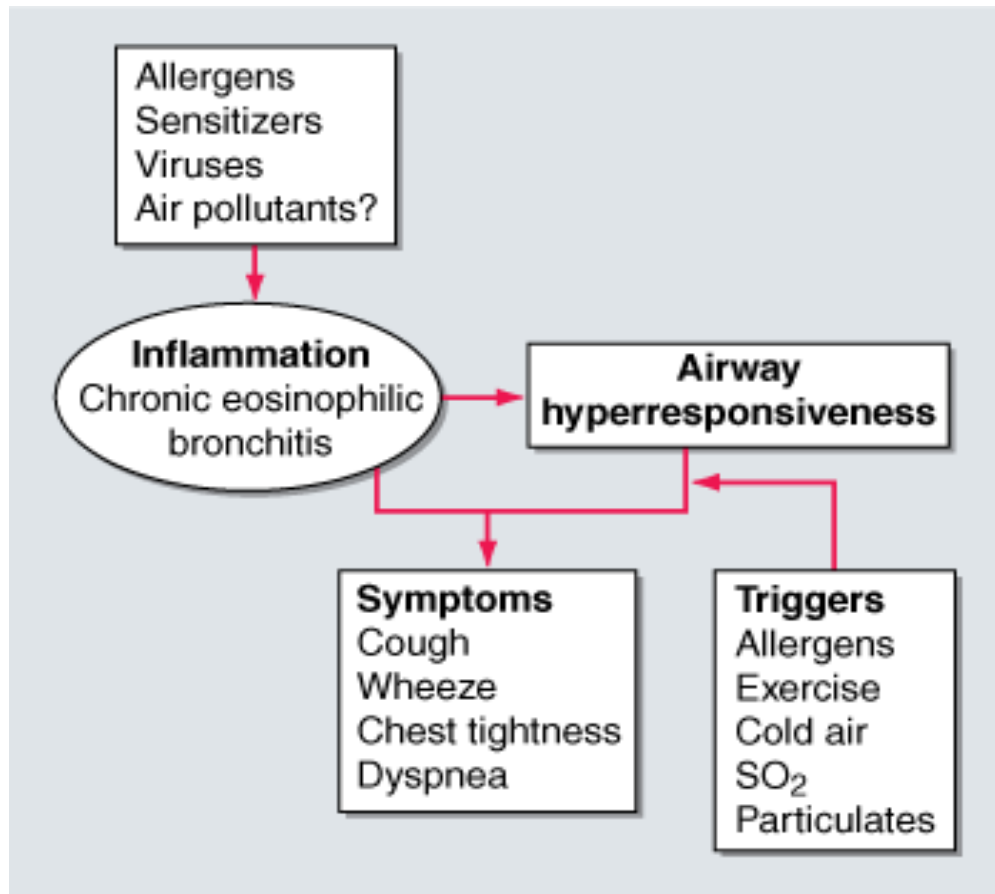 Allergens
Sensitizers
Viruses
Air pollutants?
Inflammation
Chronic eosinophilic
bronchitis
Airway
hyperresponsiveness
Symptoms
Cough
Wheeze
Chest tightness
Dyspnea
Triggers
Allergens
Exercise
Cold air
SO₂
Particulates